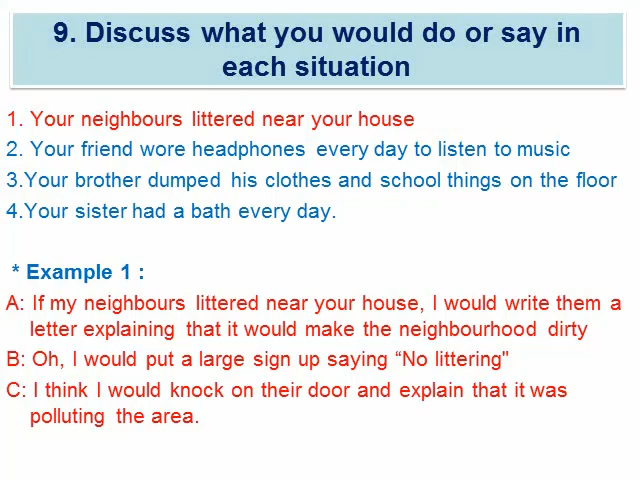 9. Discuss what you would do or say in
each situation
1. Your neighbours littered near your house
2. Your friend wore headphones every day to listen to music
3.Your brother dumped his clothes and school things on the floor
4.Your sister had a bath every day.
* Example 1 :
A: If my neighbours littered near your house, I would write them a
letter explaining that it would make the neighbourhood dirty
B: Oh, I would put a large sign up saying “No littering"
C: I think I would knock on their door and explain that it was
polluting the area.